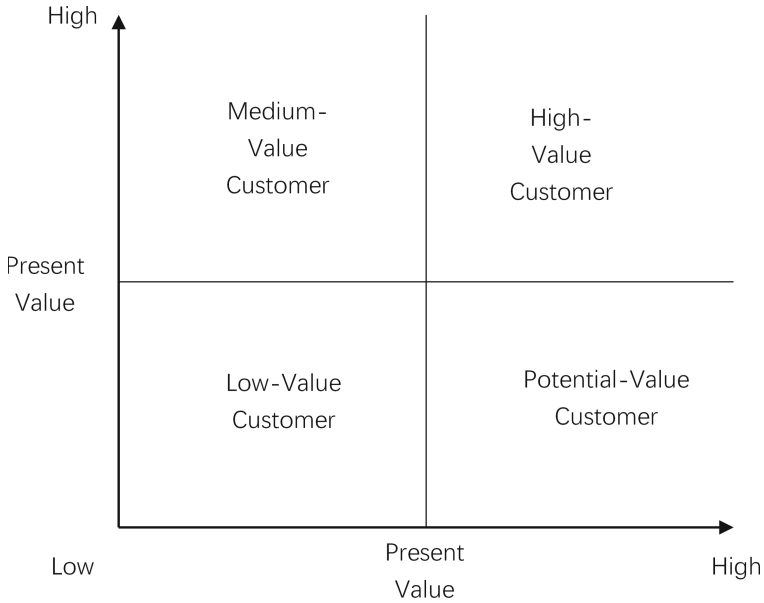 High
Medium-
Value
Customer
High-
Value
Customer
Present
Value
Low-Value
Customer
Potential-Value
Customer
Low
Present
Value
High